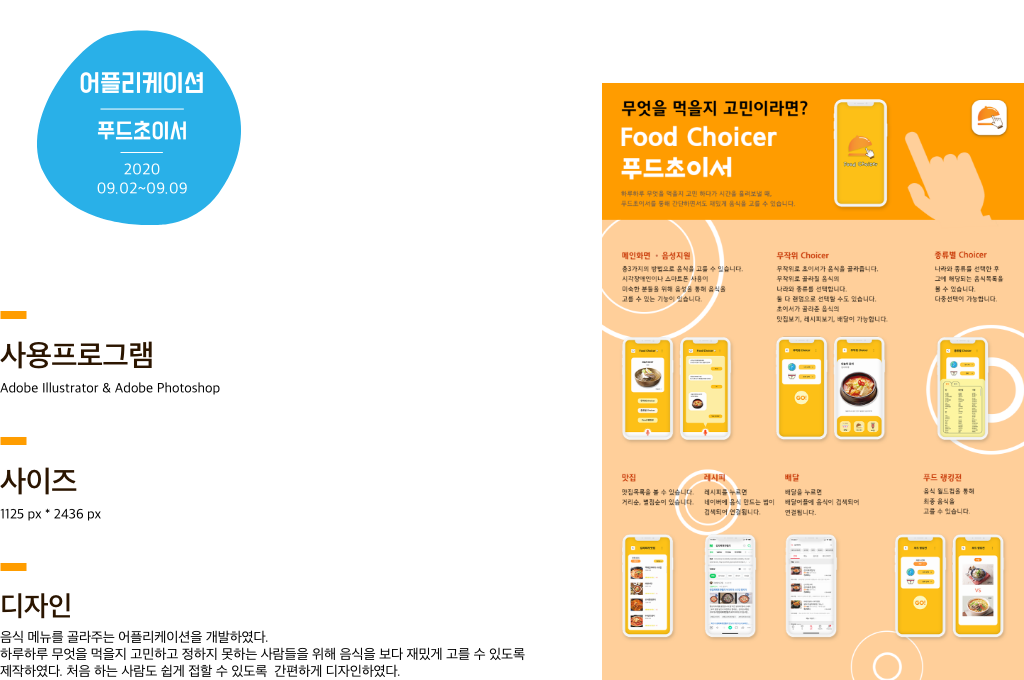 어플리케이션
푸드초이서
2020
09.02~09.09
사용프로그램
Adobe Illustrator & Adobe Photoshop
사이즈
1125 px * 2436 px
디자인
음식 메뉴를 골라주는 어플리케이션을 개발하였다.
하루하루 무엇을 먹을지 고민하고 정하지 못하는 사람들을 위해 음식을 보다 재밌게 고를 수 있도록
제작하였다. 처음 하는 사람도 쉽게 접할 수 있도록 간편하게 디자인하였다.
무엇을 먹을지 고민이라면?
Food Choicer
푸드초이서
하루하루 무엇을 먹을지 고민 하다가 시간을 흘려보낼 때,
푸드초이서를 통해 간단하면서도 재밌게 음식을 고를 수 있습니다.
Food Choicer
메인화면 · 음성지원
총3가지의 방법으로 음식을 고를 수 있습니다.
시각장애인이나 스마트폰 사용이
미숙한 분들을 위해 음성을 통해 음식을
고를 수 있는 기능이 있습니다.
무작위 Choicer
무작위로 초이서가 음식을 골라줍니다.
무작위로 골라질 음식의
나라와 종류를 선택합니다.
둘 다 랜덤으로 선택될 수도 있습니다.
초이서가 골라준 음식의
맛집보기, 레시피보기, 배달이 가능합니다.
종류별 Choicer
나라와 종류를 선택한 후
그에 해당되는 음식목록을
볼 수 있습니다.
다중선택이 가능합니다.
Food Choicer
Food Choicer
GO!
맛집
맛집목록을 볼 수 있습니다.
거리순, 별점순이 있습니다.
레시피
레시피를 누르면
네이버에 음식 만드는 법이
검색되어 연결됩니다.
배달
배달을 누르면
배달어플에 음식이 검색되어
연결됩니다.
푸드 랭킹전
음식 월드컵을 통해
최종 음식을
고를 수 있습니다.
GO!
VS